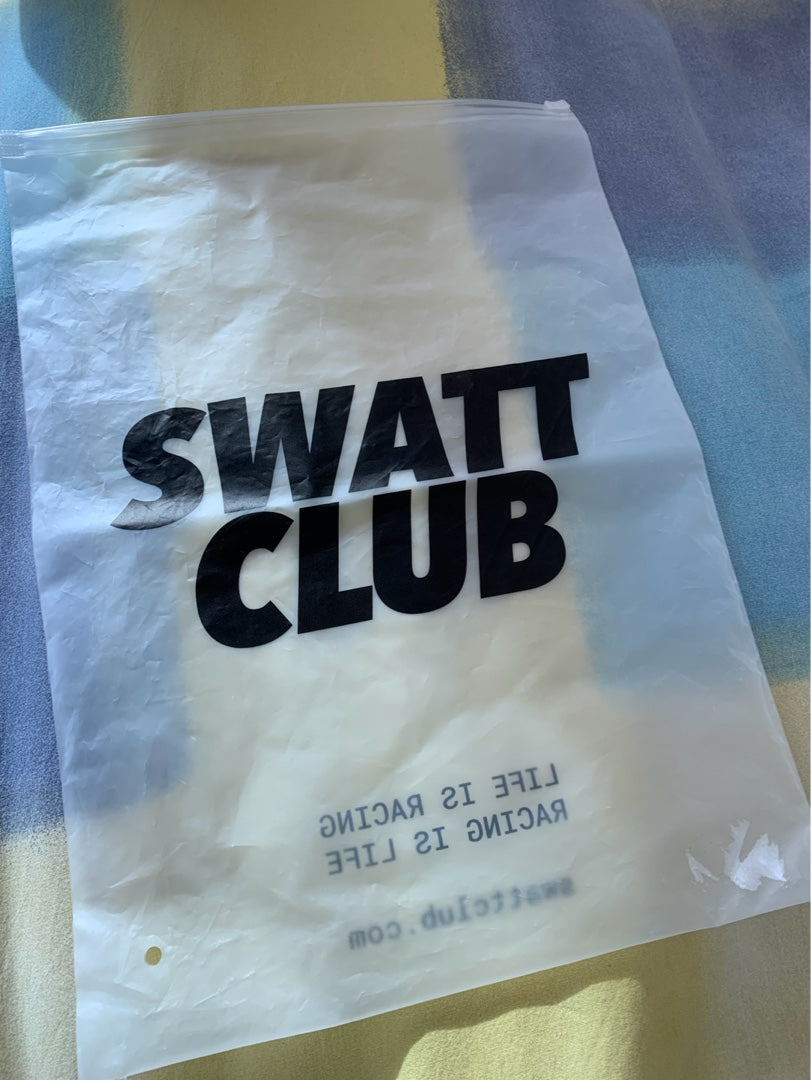 SWATT
CLUB
LIFE IS RACING
RACING IS LIFE
swattclub.com